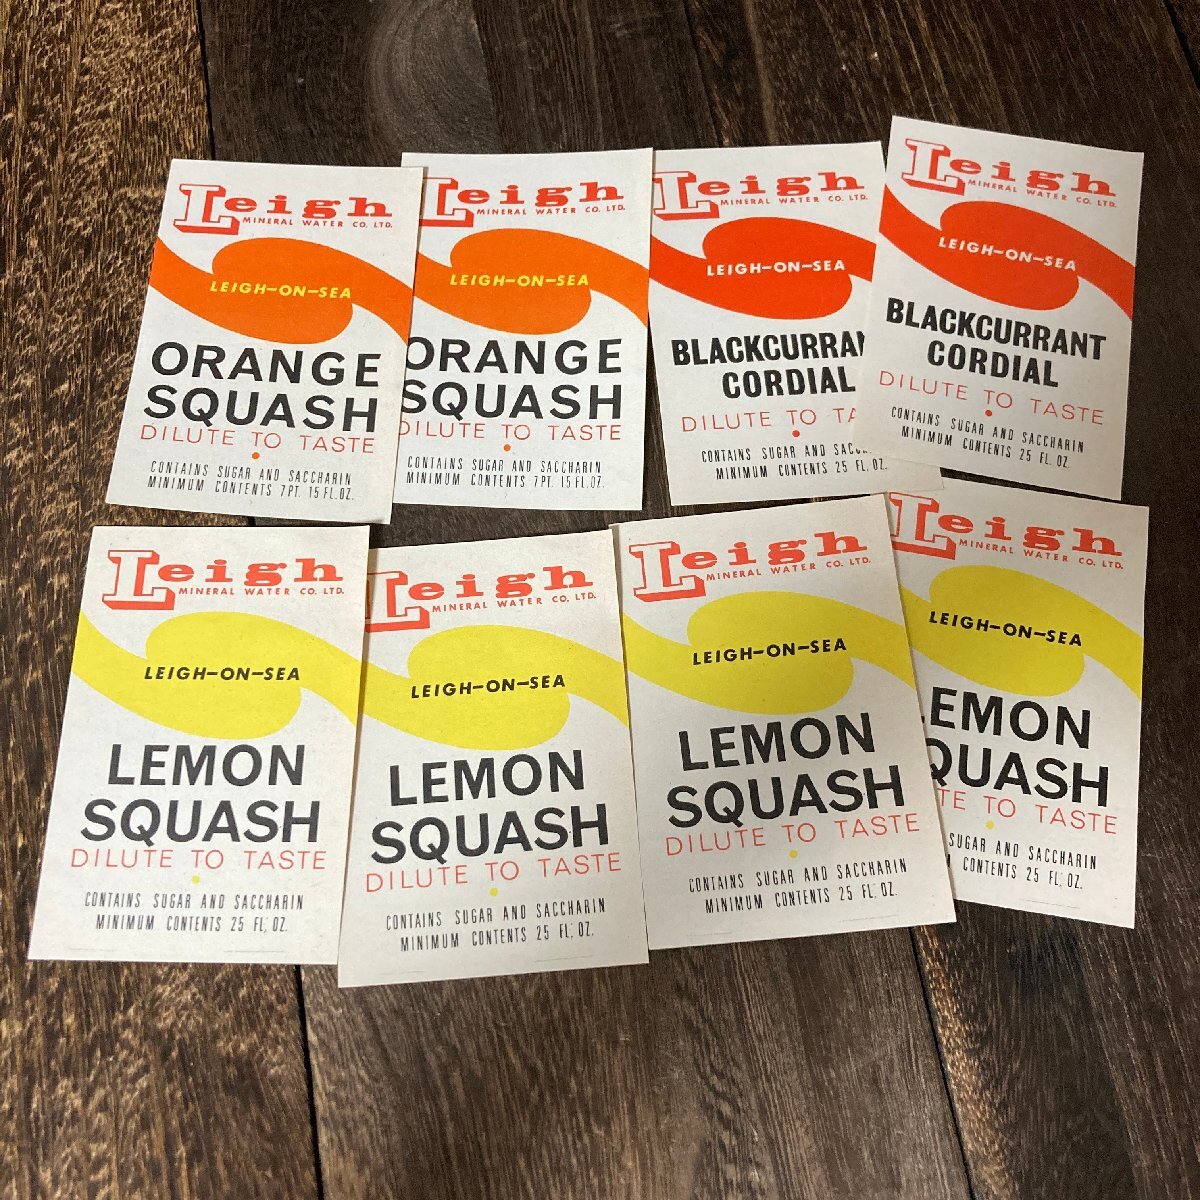 Leigh
MINERAL WATER CO. LTD.
LEIGH-ON-SEA
ORANGE
SQUASH
DILUTE TO TASTE
CONTAINS SUGAR AND SACCHARIN
MINIMUM CONTENTS 7 PT. 15 FL. OZ.
Leigh
MINERAL WATER CO. LTD.
LEIGH-ON-SEA
ORANGE
SQUASH
DILUTE TO TASTE
CONTAINS SUGAR AND SACCHARIN
MINIMUM CONTENTS 7 PT. 15 FL. OZ.
Leigh
MINERAL WATER CO. LTD.
LEIGH-ON-SEA
BLACKCURRAN
CORDIAL
DILUTE TO TA
CONTAINS SUGAR AND SAC
MINIMUM CONTENTS 25 FL. OZ.
Leigh
MINERAL WATER CO. LTD.
LEIGH-ON-SEA
BLACKCURRANT
CORDIAL
DILUTE TO TASTE
CONTAINS SUGAR AND SACCHARIN
MINIMUM CONTENTS 25 FL. OZ.
Leigh
MINERAL WATER CO. LTD.
LEIGH-ON-SEA
LEMON
SQUASH
DILUTE TO TASTE
CONTAINS SUGAR AND SACCHARIN
MINIMUM CONTENTS 25 FL. OZ.
Leigh
MINERAL WATER CO. LTD.
LEIGH-ON-SEA
LEMON
SQUASH
DILUTE TO TASTE
CONTAINS SUGAR AND SACCHARIN
MINIMUM CONTENTS 25 FL. OZ.
Leigh
MINERAL WATER CO. LTD.
LEIGH-ON-SEA
LEMON
SQUASH
DILUTE TO TASTE
CONTAINS SUGAR AND SACCHARIN
MINIMUM CONTENTS 25 FL. OZ.
Leigh
MINERAL WATER CO. LTD.
LEIGH-ON-SEA
LEMON
SQUASH
TE TO TASTE
SUGAR AND SACCHARIN
M CONTENTS 25 FL. OZ.